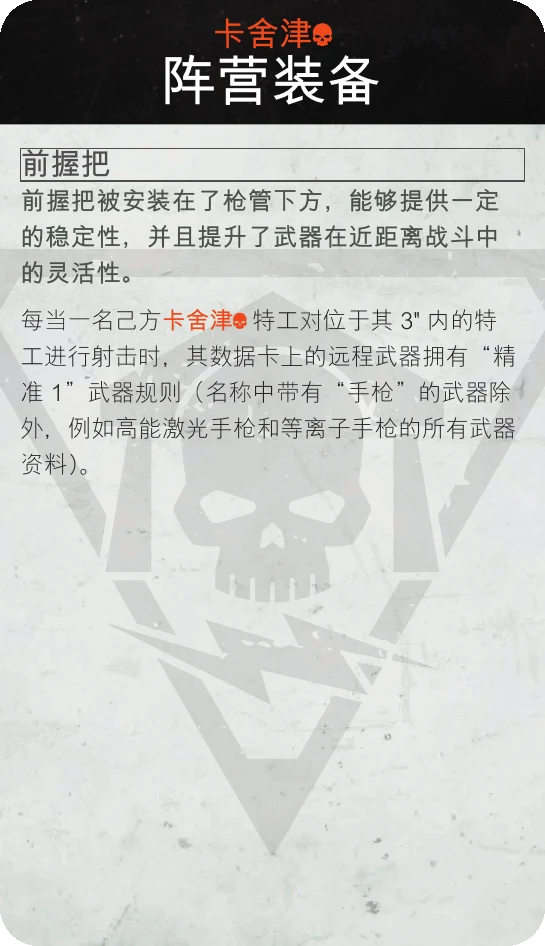 卡舍津
阵营装备
前握把
前握把被安装在了枪管下方，能够提供一定
的稳定性，并且提升了武器在近距离战斗中
的灵活性。
每当一名己方卡舍津特工对位于其 3" 内的特
工进行射击时，其数据卡上的远程武器拥有“精
准 1”武器规则（名称中带有“手枪”的武器除
外，例如高能激光手枪和等离子手枪的所有武器
资料）。